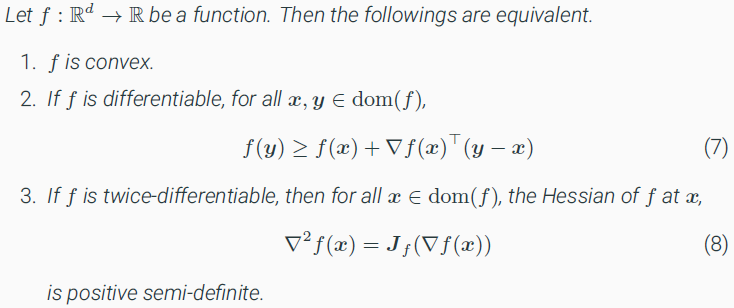 Let f : ℝᵈ → ℝ be a function. Then the followings are equivalent.
1. f is convex.
2. If f is differentiable, for all x, y ∈ dom(f),
f(y) ≥ f(x) + ∇f(x)⊤(y − x) (7)
3. If f is twice-differentiable, then for all x ∈ dom(f), the Hessian of f at x,
∇²f(x) = J_f(∇f(x)) (8)
is positive semi-definite.